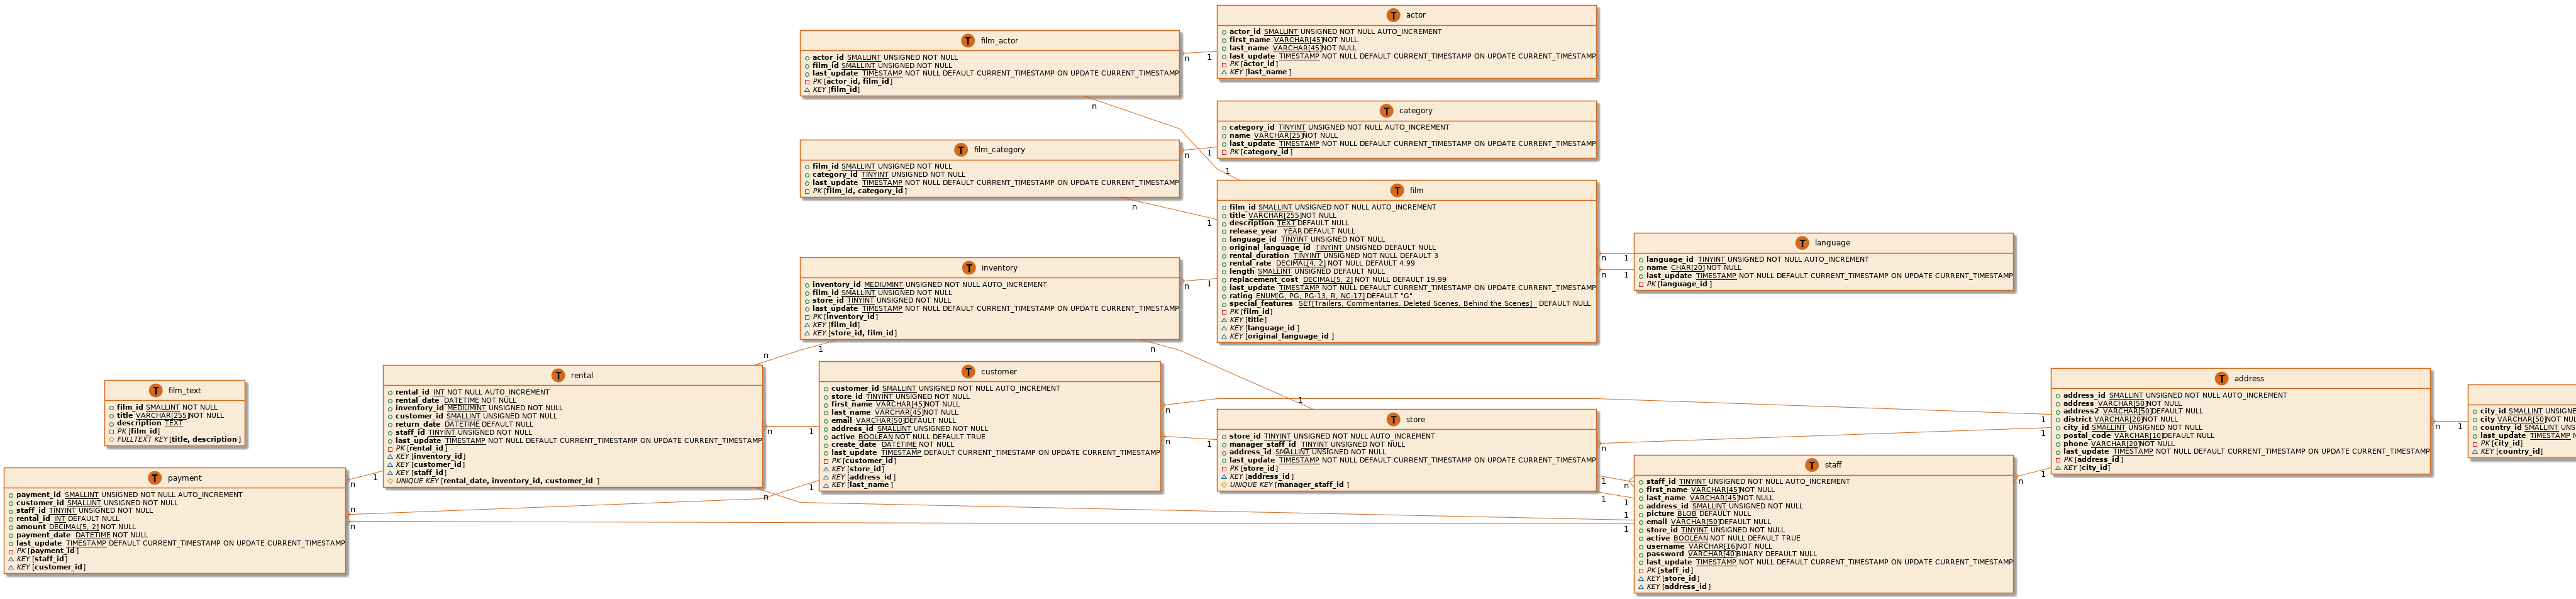 T actor
actor_id SMALLINT UNSIGNED NOT NULL AUTO_INCREMENT
first_name VARCHAR[45]NOT NULL
last_name VARCHAR[45]NOT NULL
last_update TIMESTAMP NOT NULL DEFAULT CURRENT_TIMESTAMP ON UPDATE CURRENT_TIMESTAMP
PK [actor_id]
KEY [last_name ]
T film_actor
actor_id SMALLINT UNSIGNED NOT NULL
film_id SMALLINT UNSIGNED NOT NULL
last_update TIMESTAMP NOT NULL DEFAULT CURRENT_TIMESTAMP ON UPDATE CURRENT_TIMESTAMP
PK [actor_id, film_id ]
KEY [film_id]
n 1
n
T category
category_id TINYINT UNSIGNED NOT NULL AUTO_INCREMENT
name VARCHAR[25]NOT NULL
last_update TIMESTAMP NOT NULL DEFAULT CURRENT_TIMESTAMP ON UPDATE CURRENT_TIMESTAMP
PK [category_id ]
T film_category
film_id SMALLINT UNSIGNED NOT NULL
category_id TINYINT UNSIGNED NOT NULL
last_update TIMESTAMP NOT NULL DEFAULT CURRENT_TIMESTAMP ON UPDATE CURRENT_TIMESTAMP
PK [film_id, category_id ]
n 1
1
n
1
T film
film_id SMALLINT UNSIGNED NOT NULL AUTO_INCREMENT
title VARCHAR[255]NOT NULL
description TEXT DEFAULT NULL
release_year YEAR DEFAULT NULL
language_id TINYINT UNSIGNED NOT NULL
original_language_id TINYINT UNSIGNED DEFAULT NULL
rental_duration TINYINT UNSIGNED NOT NULL DEFAULT 3
rental_rate DECIMAL[4, 2] NOT NULL DEFAULT 4.99
length SMALLINT UNSIGNED DEFAULT NULL
replacement_cost DECIMAL[5, 2] NOT NULL DEFAULT 19.99
last_update TIMESTAMP NOT NULL DEFAULT CURRENT_TIMESTAMP ON UPDATE CURRENT_TIMESTAMP
rating ENUM[G, PG, PG-13, R, NC-17] DEFAULT "G"
special_features SET[Trailers, Commentaries, Deleted Scenes, Behind the Scenes] DEFAULT NULL
PK [film_id]
KEY [title]
KEY [language_id ]
KEY [original_language_id ]
T language
language_id TINYINT UNSIGNED NOT NULL AUTO_INCREMENT
name CHAR[20] NOT NULL
last_update TIMESTAMP NOT NULL DEFAULT CURRENT_TIMESTAMP ON UPDATE CURRENT_TIMESTAMP
PK [language_id ]
n 1
n 1
T inventory
inventory_id MEDIUMINT UNSIGNED NOT NULL AUTO_INCREMENT
film_id SMALLINT UNSIGNED NOT NULL
store_id TINYINT UNSIGNED NOT NULL
last_update TIMESTAMP NOT NULL DEFAULT CURRENT_TIMESTAMP ON UPDATE CURRENT_TIMESTAMP
PK [inventory_id]
KEY [film_id]
KEY [store_id, film_id ]
n 1
n 1 n
T film_text
film_id SMALLINT NOT NULL
title VARCHAR[255]NOT NULL
description TEXT
PK [film_id]
FULLTEXT KEY [title, description ]
T rental
rental_id INT NOT NULL AUTO_INCREMENT
rental_date DATETIME NOT NULL
inventory_id MEDIUMINT UNSIGNED NOT NULL
customer_id SMALLINT UNSIGNED NOT NULL
return_date DATETIME DEFAULT NULL
staff_id TINYINT UNSIGNED NOT NULL
last_update TIMESTAMP NOT NULL DEFAULT CURRENT_TIMESTAMP ON UPDATE CURRENT_TIMESTAMP
PK [rental_id ]
KEY [inventory_id]
KEY [customer_id ]
KEY [staff_id ]
UNIQUE KEY [rental_date, inventory_id, customer_id ]
n 1
T customer
customer_id SMALLINT UNSIGNED NOT NULL AUTO_INCREMENT
store_id TINYINT UNSIGNED NOT NULL
first_name VARCHAR[45]NOT NULL
last_name VARCHAR[45]NOT NULL
email VARCHAR[50]DEFAULT NULL
address_id SMALLINT UNSIGNED NOT NULL
active BOOLEAN NOT NULL DEFAULT TRUE
create_date DATETIME NOT NULL
last_update TIMESTAMP DEFAULT CURRENT_TIMESTAMP ON UPDATE CURRENT_TIMESTAMP
PK [customer_id ]
KEY [store_id ]
KEY [address_id ]
KEY [last_name ]
n 1
n 1
T store
store_id TINYINT UNSIGNED NOT NULL AUTO_INCREMENT
manager_staff_id TINYINT UNSIGNED NOT NULL
address_id SMALLINT UNSIGNED NOT NULL
last_update TIMESTAMP NOT NULL DEFAULT CURRENT_TIMESTAMP ON UPDATE CURRENT_TIMESTAMP
PK [store_id ]
KEY [address_id ]
UNIQUE KEY [manager_staff_id ]
n
1 n
1 1
T address
address_id SMALLINT UNSIGNED NOT NULL AUTO_INCREMENT
address VARCHAR[50]NOT NULL
address2 VARCHAR[50]DEFAULT NULL
district VARCHAR[20]NOT NULL
city_id SMALLINT UNSIGNED NOT NULL
postal_code VARCHAR[10]DEFAULT NULL
phone VARCHAR[20]NOT NULL
last_update TIMESTAMP NOT NULL DEFAULT CURRENT_TIMESTAMP ON UPDATE CURRENT_TIMESTAMP
PK [address_id ]
KEY [city_id]
1
1
n 1
n 1
city_id SMALLINT UNSIGNE
city VARCHAR[50]NOT NUL
country_id SMALLINT UNS
last_update TIMESTAMP N
PK [city_id ]
KEY [country_id]
T staff
staff_id TINYINT UNSIGNED NOT NULL AUTO_INCREMENT
first_name VARCHAR[45]NOT NULL
last_name VARCHAR[45]NOT NULL
address_id SMALLINT UNSIGNED NOT NULL
picture BLOB DEFAULT NULL
email VARCHAR[50]DEFAULT NULL
store_id TINYINT UNSIGNED NOT NULL
active BOOLEAN NOT NULL DEFAULT TRUE
username VARCHAR[16]NOT NULL
password VARCHAR[40]BINARY DEFAULT NULL
last_update TIMESTAMP NOT NULL DEFAULT CURRENT_TIMESTAMP ON UPDATE CURRENT_TIMESTAMP
PK [staff_id ]
KEY [store_id ]
KEY [address_id ]
T payment
payment_id SMALLINT UNSIGNED NOT NULL AUTO_INCREMENT
customer_id SMALLINT UNSIGNED NOT NULL
staff_id TINYINT UNSIGNED NOT NULL
rental_id INT DEFAULT NULL
amount DECIMAL[5, 2] NOT NULL
payment_date DATETIME NOT NULL
last_update TIMESTAMP DEFAULT CURRENT_TIMESTAMP ON UPDATE CURRENT_TIMESTAMP
PK [payment_id ]
KEY [staff_id ]
KEY [customer_id ]
n 1
n 1
n 1
n 1